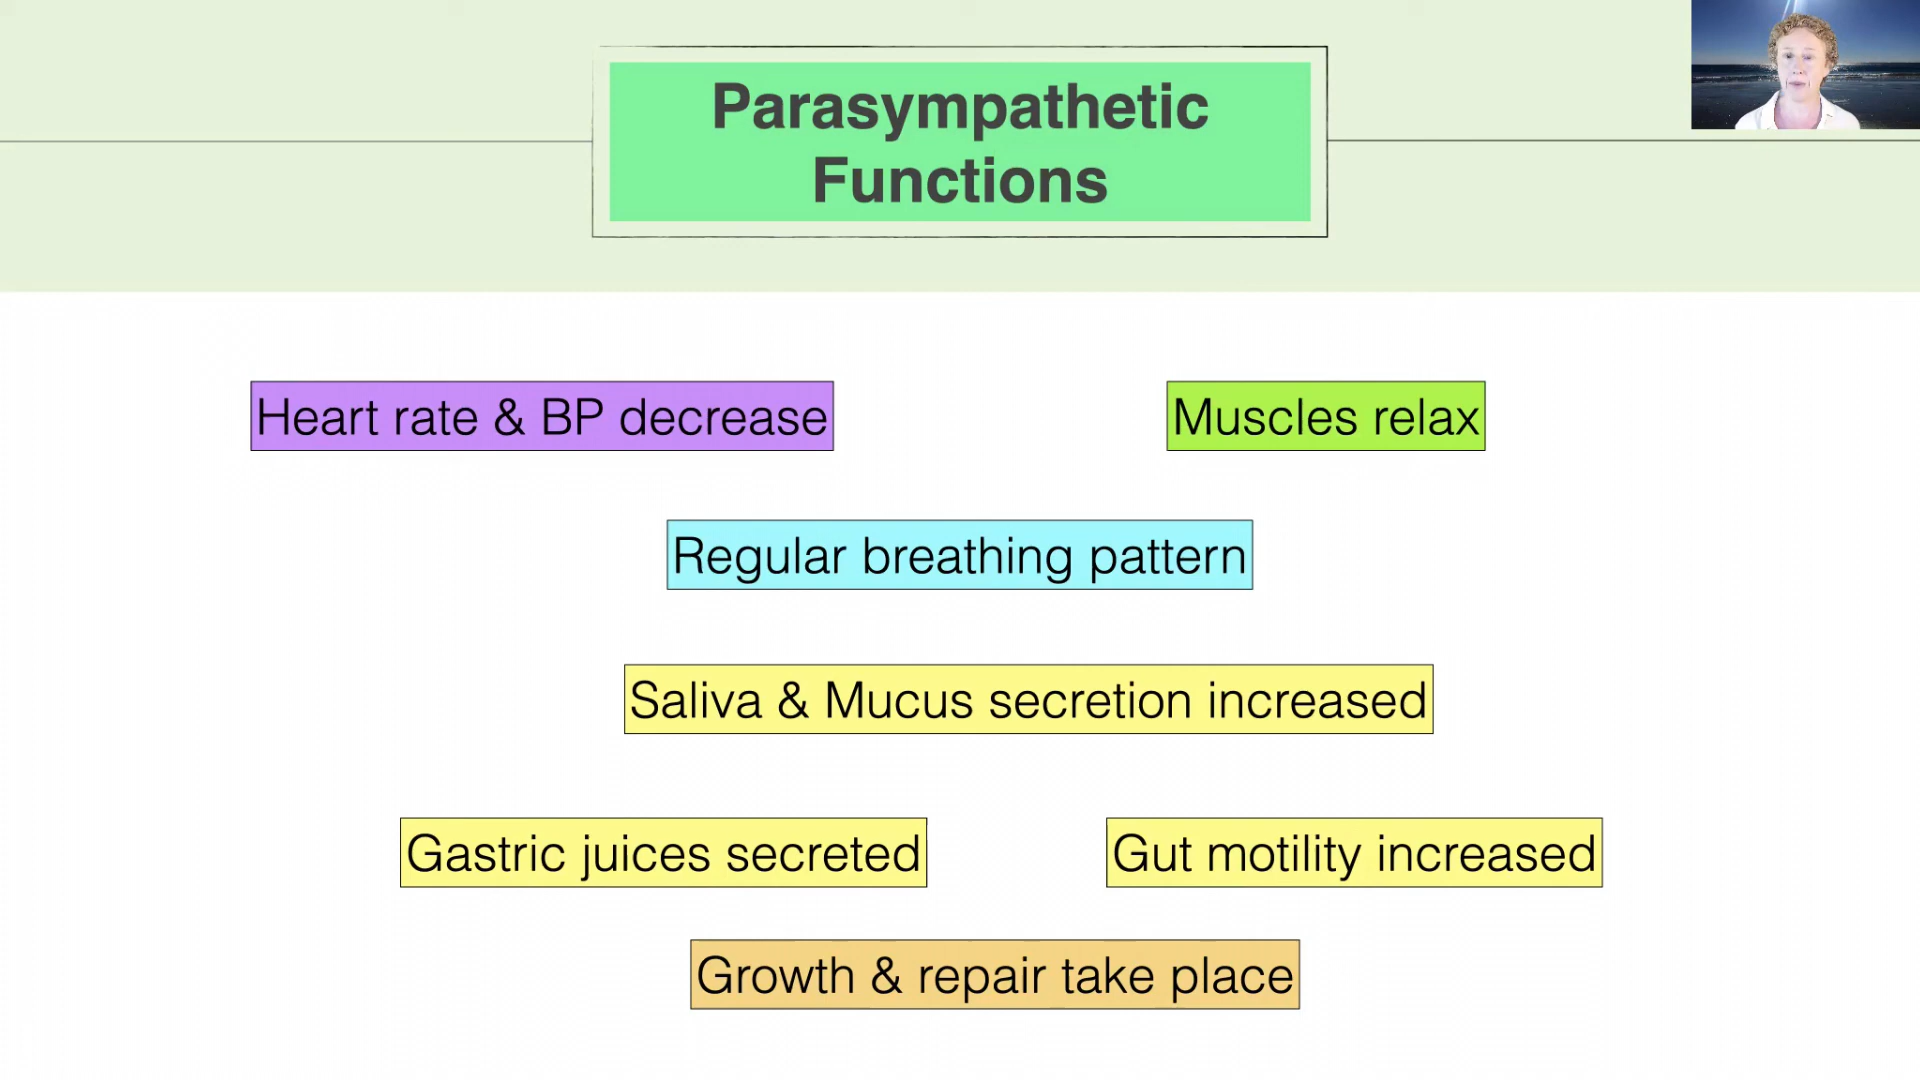 Parasympathetic
Functions
Heart rate & BP decrease
Muscles relax
Regular breathing pattern
Saliva & Mucus secretion increased
Gastric juices secreted
Gut motility increased
Growth & repair take place